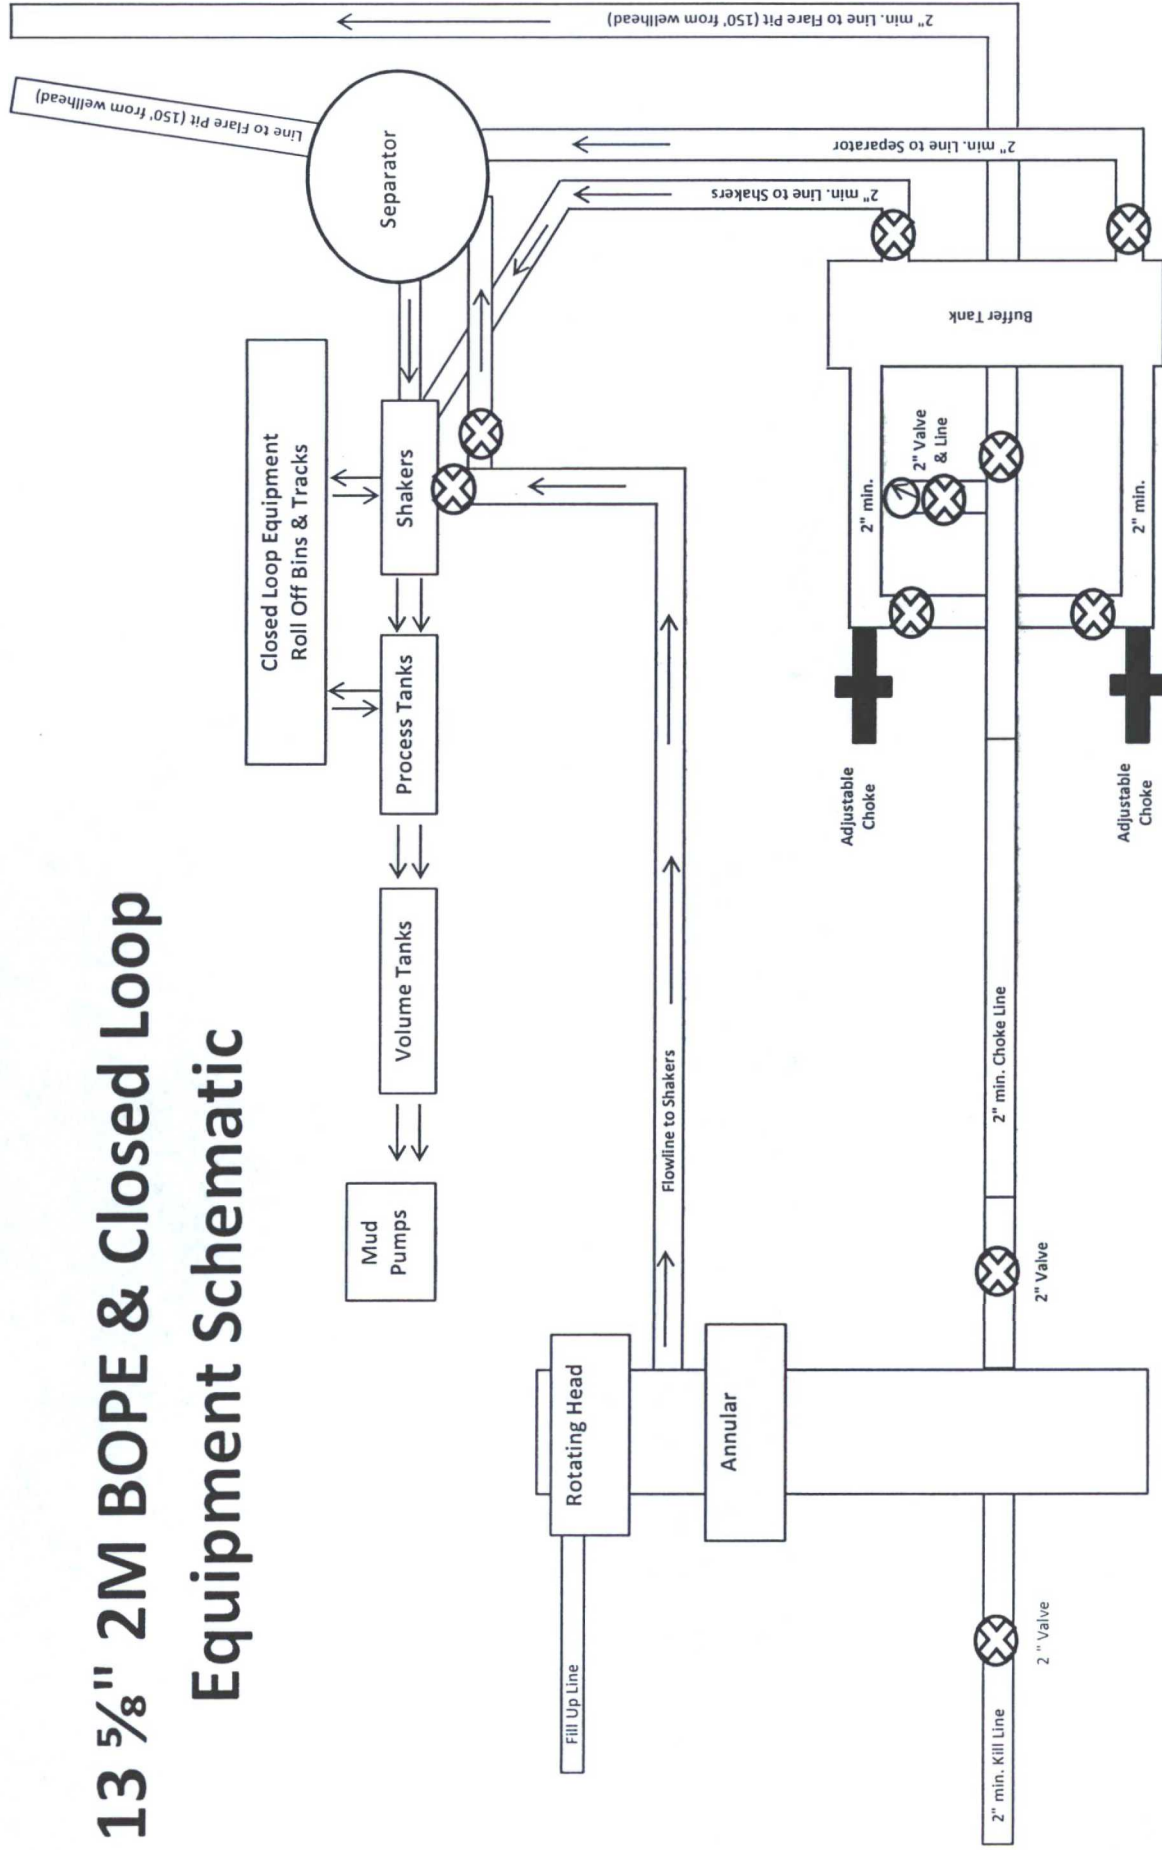 13 ⅝" 2M BOPE & Closed Loop
Equipment Schematic
Closed Loop Equipment
Roll Off Bins & Tracks
Mud
Pumps
Volume Tanks
Process Tanks
Shakers
Separator
Line to Flare Pit (150' from wellhead)
2" min. Line to Flare Pit (150' from wellhead)
2" min. Line to Separator
2" min. Line to Shakers
Fill Up Line
Rotating Head
Annular
Flowline to Shakers
Adjustable
Choke
2" min.
2" Valve
& Line
Buffer Tank
2" min. Kill Line
2 " Valve
2" Valve
2" min. Choke Line
Adjustable
Choke
2" min.